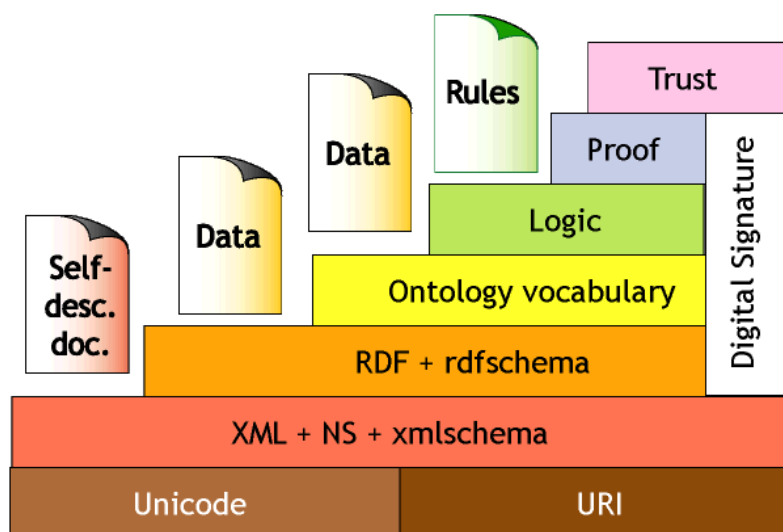 Rules
Trust
Data
Proof
Data
Logic
Self-
desc.
doc.
Ontology vocabulary
Digital Signature
RDF + rdfschema
XML + NS + xmlschema
Unicode
URI